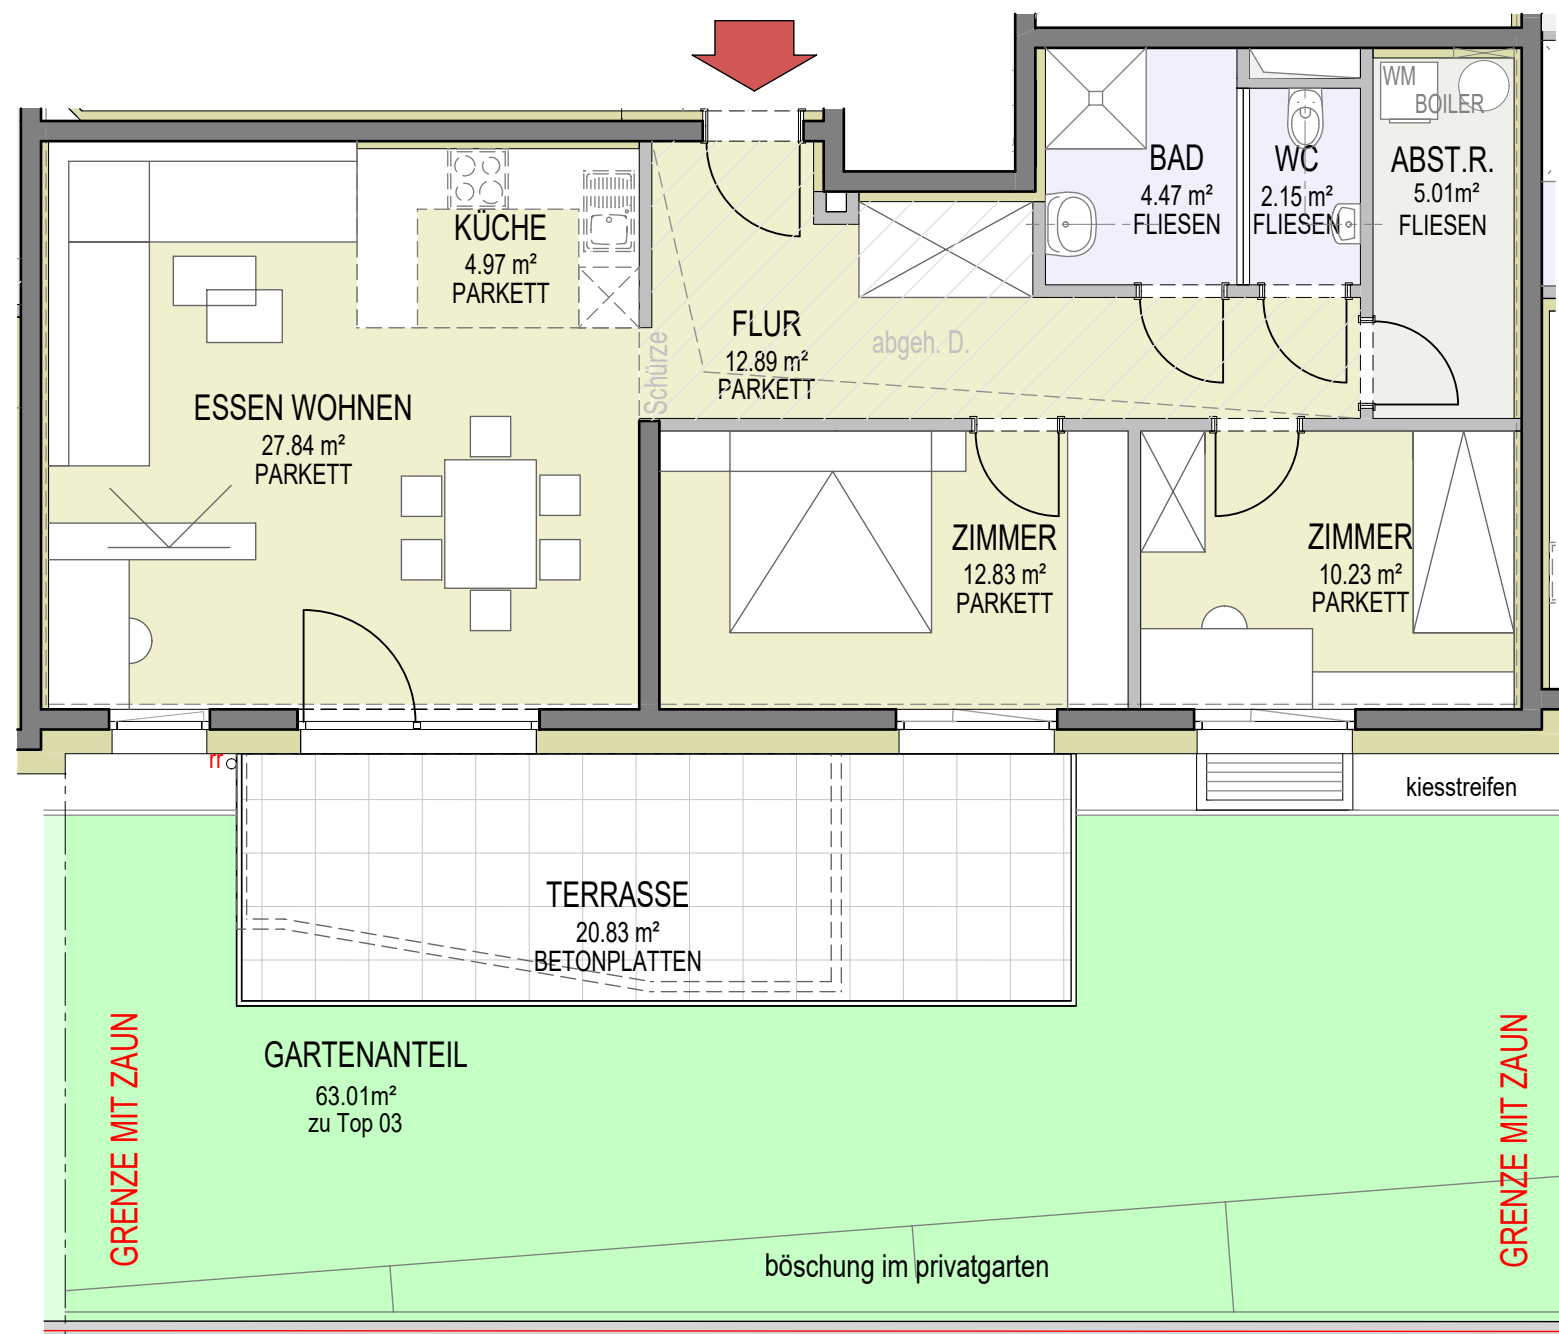 WM
BOILER
BAD
4.47 m²
FLIESEN
WC
2.15 m²
FLIESEN
ABST.R.
5.01m²
FLIESEN
KÜCHE
4.97 m²
PARKETT
FLUR
12.89 m²
PARKETT
abgeh. D.
Schürze
ESSEN WOHNEN
27.84 m²
PARKETT
ZIMMER
12.83 m²
PARKETT
ZIMMER
10.23 m²
PARKETT
rr
kiesstreifen
TERRASSE
20.83 m²
BETONPLATTEN
GARTENANTEIL
63.01m²
zu Top 03
GRENZE MIT ZAUN
GRENZE MIT ZAUN
böschung im privatgarten